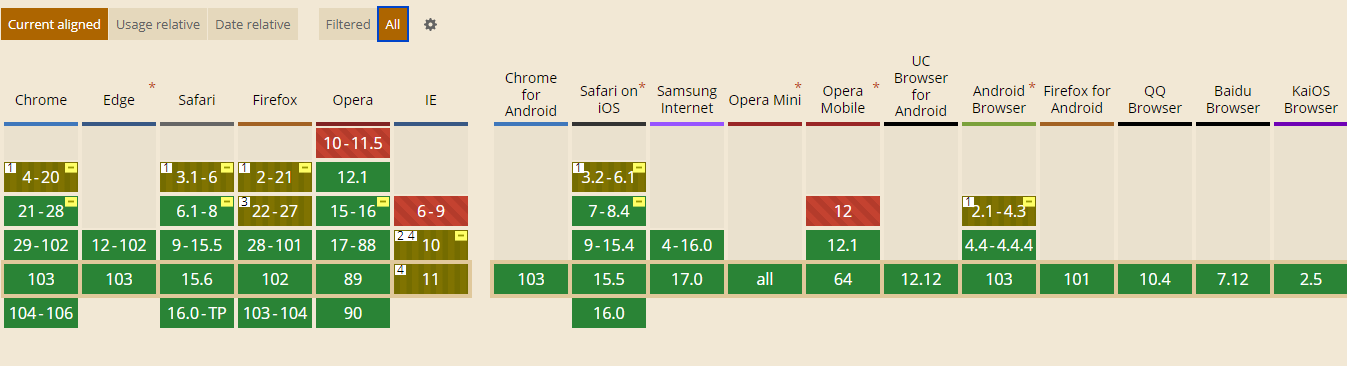 Current aligned Usage relative Date relative Filtered All
Chrome Edge * Safari Firefox Opera IE Chrome for Android Safari on iOS * Samsung Internet Opera Mini * Opera Mobile * UC Browser for Android Android Browser * Firefox for Android QQ Browser Baidu Browser KaiOS Browser
10-11.5
1 4-20 1 3.1-6 1 2-21 12.1 1 3.2-6.1
21-28 6.1-8 3 22-27 15-16 6-9 7-8.4 12 1 2.1-4.3
29-102 12-102 9-15.5 28-101 17-88 2 4 10 9-15.4 4-16.0 12.1 4.4-4.4.4
103 103 15.6 102 89 4 11 103 15.5 17.0 all 64 12.12 103 101 10.4 7.12 2.5
104-106 16.0-TP 103-104 90 16.0